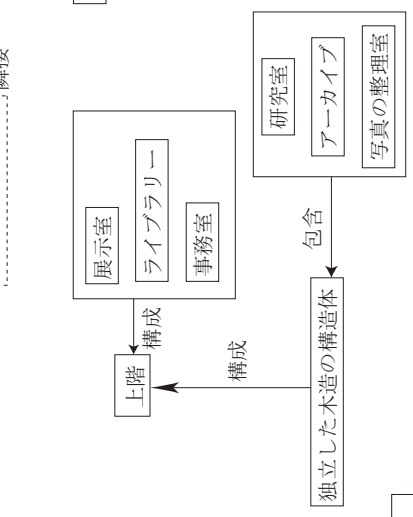 上階
構成
展示室
ライブラリー
事務室
構成
独立した木造の構造体
包含
研究室
アーカイブ
写真の整理室